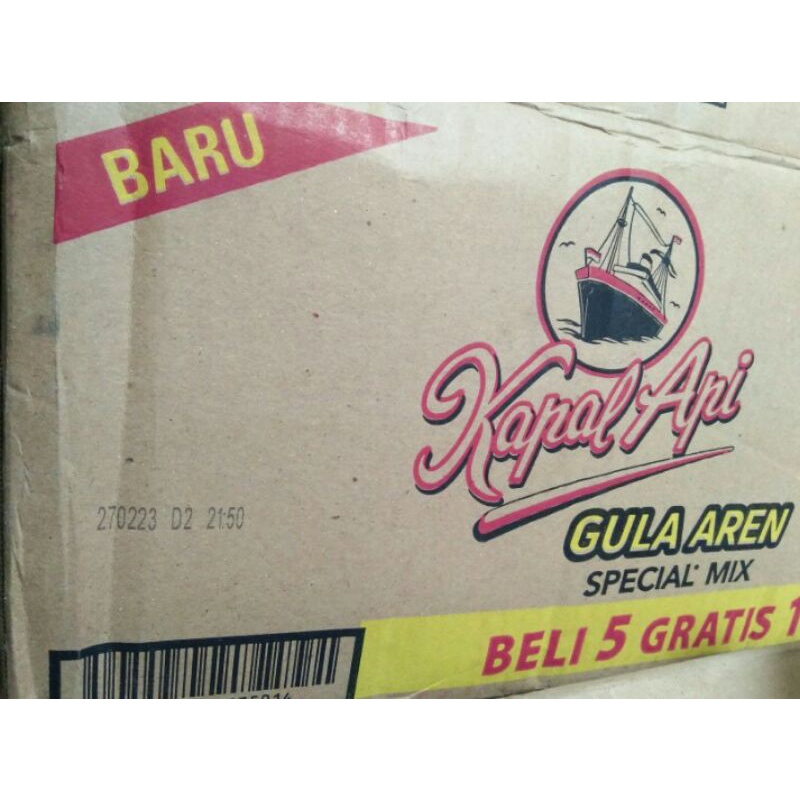 BARU
Kapal Api
270223 D2 21:50
GULA AREN
SPECIAL* MIX
BELI 5 GRATIS 1